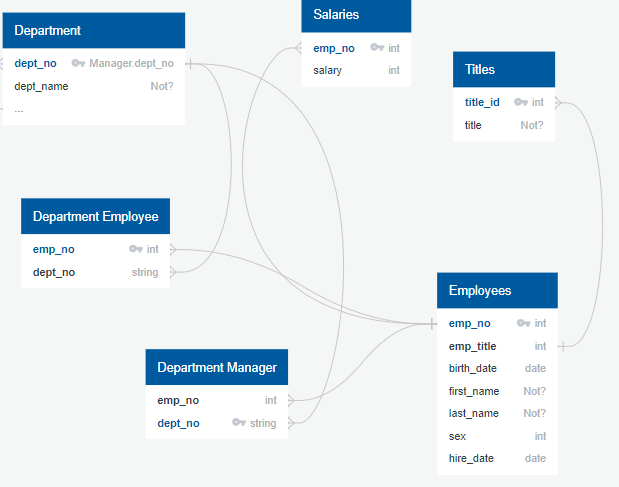 Department
dept_no Manager.dept_no
dept_name Not?
...
Salaries
emp_no int
salary int
Titles
title_id int
title Not?
Department Employee
emp_no int
dept_no string
Employees
emp_no int
emp_title int
birth_date date
first_name Not?
last_name Not?
sex int
hire_date date
Department Manager
emp_no int
dept_no string